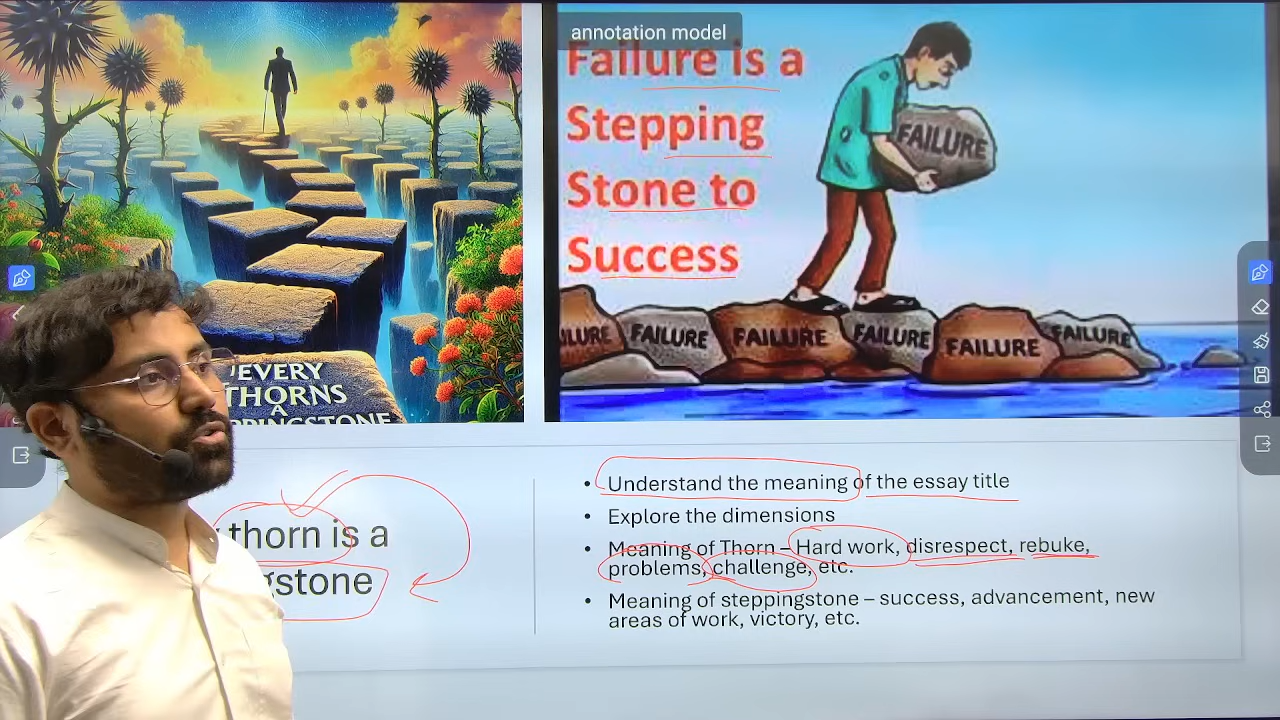 annotation model
Failure is a
Stepping
Stone to
Success
FAILURE
FAILURE
FAILURE
FAILURE
FAILURE
FAILURE
EVERY
THORNS
A
thorn is a
• Understand the meaning of the essay title
• Explore the dimensions
• Meaning of Thorn – Hard work, disrespect, rebuke,
problems, challenge, etc.
• Meaning of steppingstone – success, advancement, new
areas of work, victory, etc.